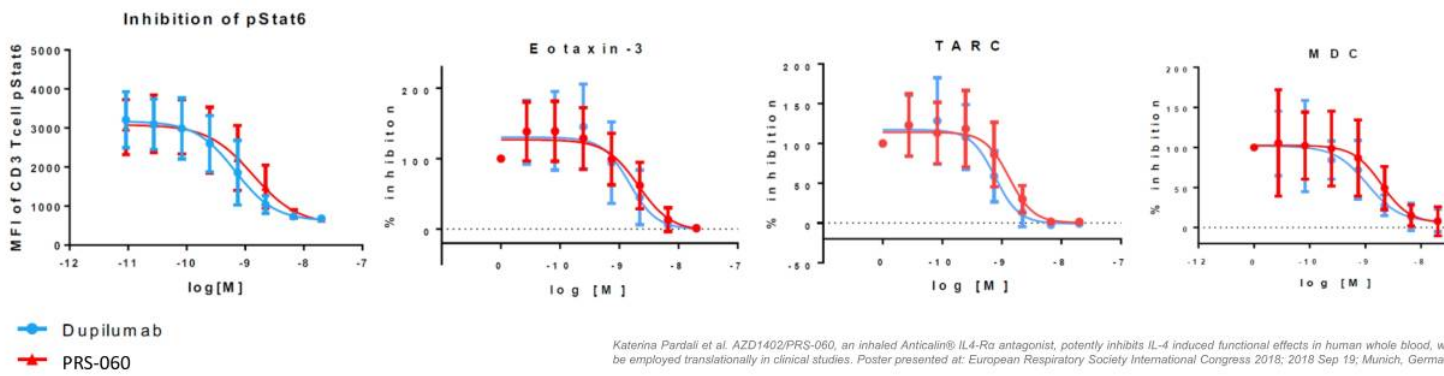 Inhibition of pStat6
MFI of CD3 Tcell pStat6
5000
4000
3000
2000
1000
0
-12 -11 -10 -9 -8 -7
log[M]
Eotaxin-3
% inhibiton
200
100
0
0 -10 -9 -8 -7
log [M]
TARC
% inhibition
200
150
100
50
0
-50
0 -10 -9 -8 -7
log [M]
MDC
% inhibition
200
150
100
50
0
-12 0 -10 -9 -8
log [M]
Dupilumab
PRS-060
Katerina Pardali et al. AZD1402/PRS-060, an inhaled Anticalin® IL4-Rα antagonist, potently inhibits IL-4 induced functional effects in human whole blood,
be employed translationally in clinical studies. Poster presented at: European Respiratory Society International Congress 2018; 2018 Sep 19; Munich,